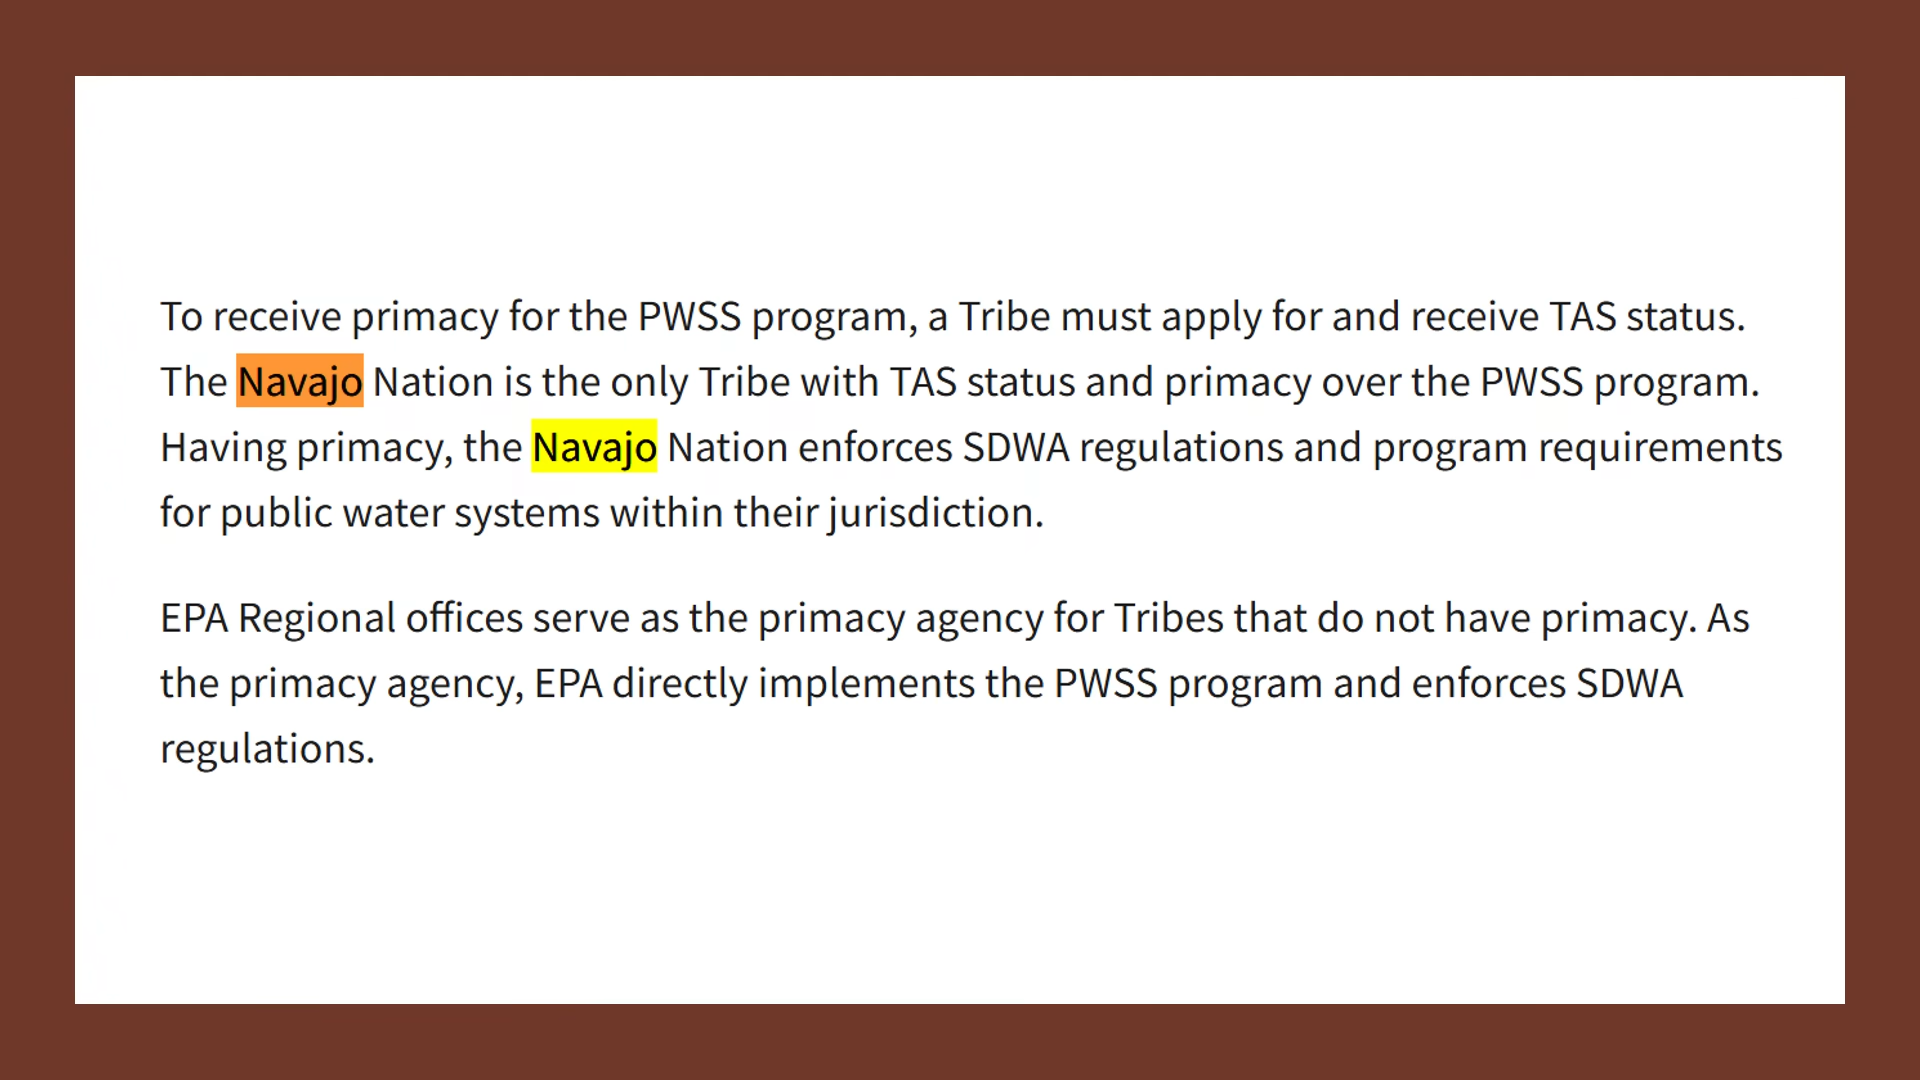 To receive primacy for the PWSS program, a Tribe must apply for and receive TAS status.
The Navajo Nation is the only Tribe with TAS status and primacy over the PWSS program.
Having primacy, the Navajo Nation enforces SDWA regulations and program requirements
for public water systems within their jurisdiction.
EPA Regional offices serve as the primacy agency for Tribes that do not have primacy. As
the primacy agency, EPA directly implements the PWSS program and enforces SDWA
regulations.